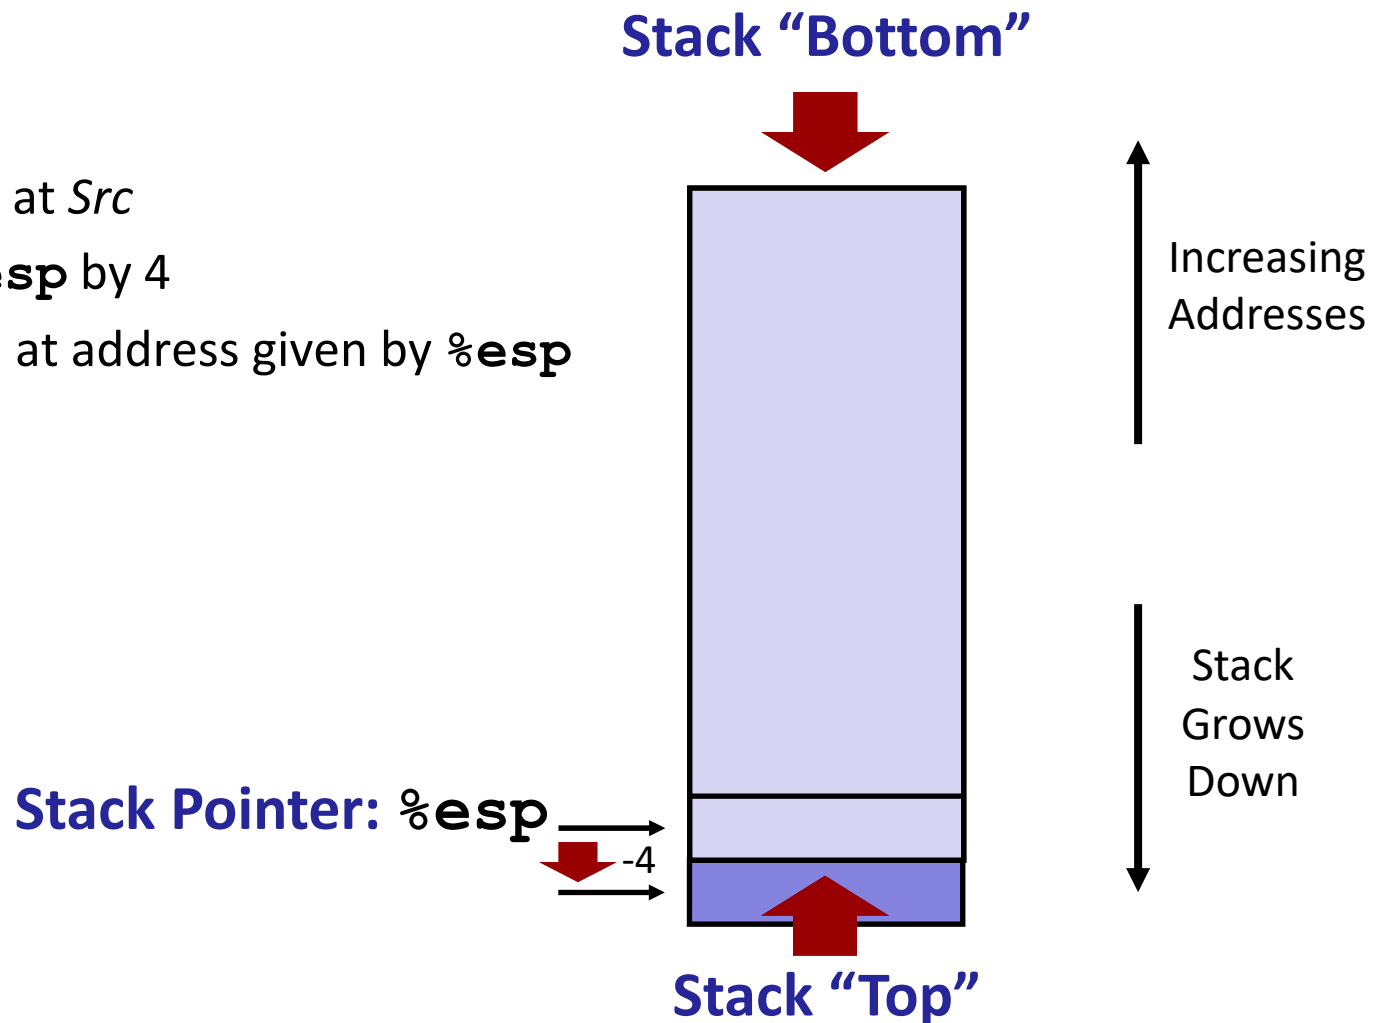 Stack “Bottom”
at Src
esp by 4
at address given by %esp
Increasing
Addresses
Stack
Grows
Down
Stack Pointer: %esp
-4
Stack “Top”